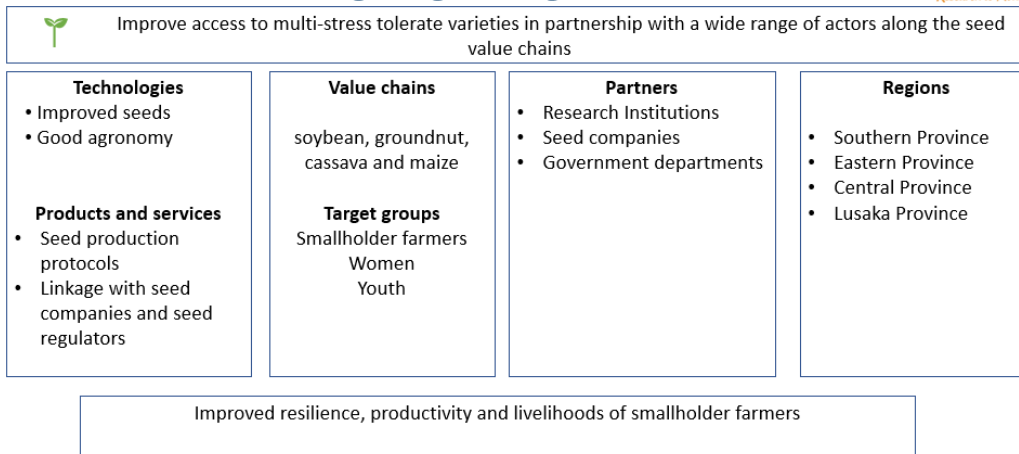 Improve access to multi-stress tolerate varieties in partnership with a wide range of actors along the seed
value chains
Technologies
• Improved seeds
• Good agronomy
Products and services
• Seed production
protocols
• Linkage with seed
companies and seed
regulators
Value chains
soybean, groundnut,
cassava and maize
Target groups
Smallholder farmers
Women
Youth
Partners
• Research Institutions
• Seed companies
• Government departments
Regions
• Southern Province
• Eastern Province
• Central Province
• Lusaka Province
Improved resilience, productivity and livelihoods of smallholder farmers